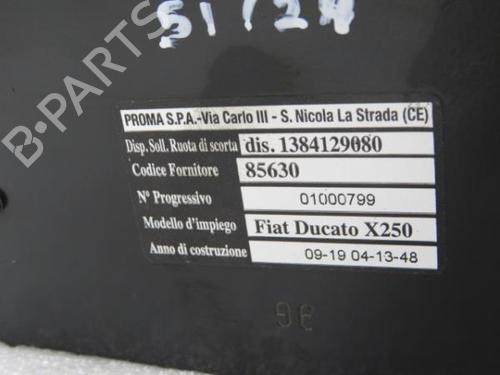 51124
PROMA S.P.A.-Via Carlo III - S. Nicola La Strada (CE)
Disp. Soll. Ruota di scorta dis. 1384129080
Codice Fornitore 85630
N° Progressivo 01000799
Modello d'impiego Fiat Ducato X250
Anno di costruzione 09-19 04-13-48
B-PARTS